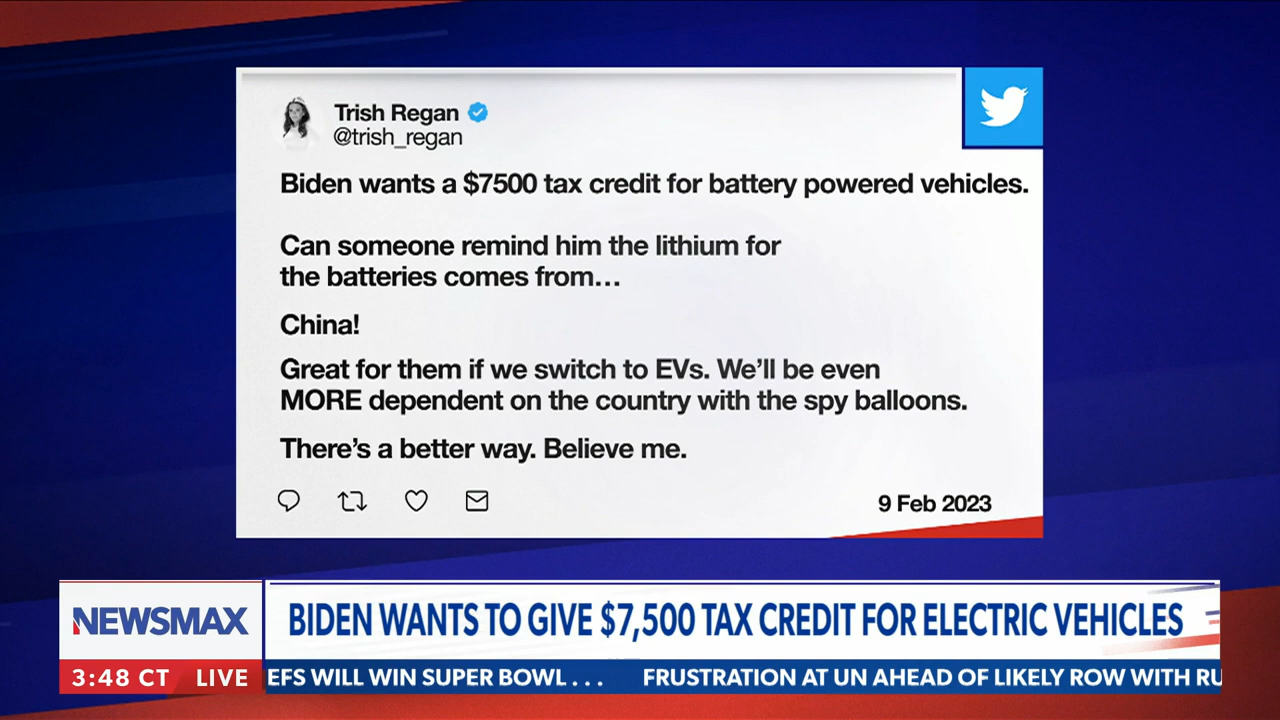 Trish Regan
@trish_regan
Biden wants a $7500 tax credit for battery powered vehicles.
Can someone remind him the lithium for
the batteries comes from…
China!
Great for them if we switch to EVs. We’ll be even
MORE dependent on the country with the spy balloons.
There’s a better way. Believe me.
9 Feb 2023
NEWSMAX
BIDEN WANTS TO GIVE $7,500 TAX CREDIT FOR ELECTRIC VEHICLES
3:48 CT LIVE
EFS WILL WIN SUPER BOWL . . . FRUSTRATION AT UN AHEAD OF LIKELY ROW WITH RU